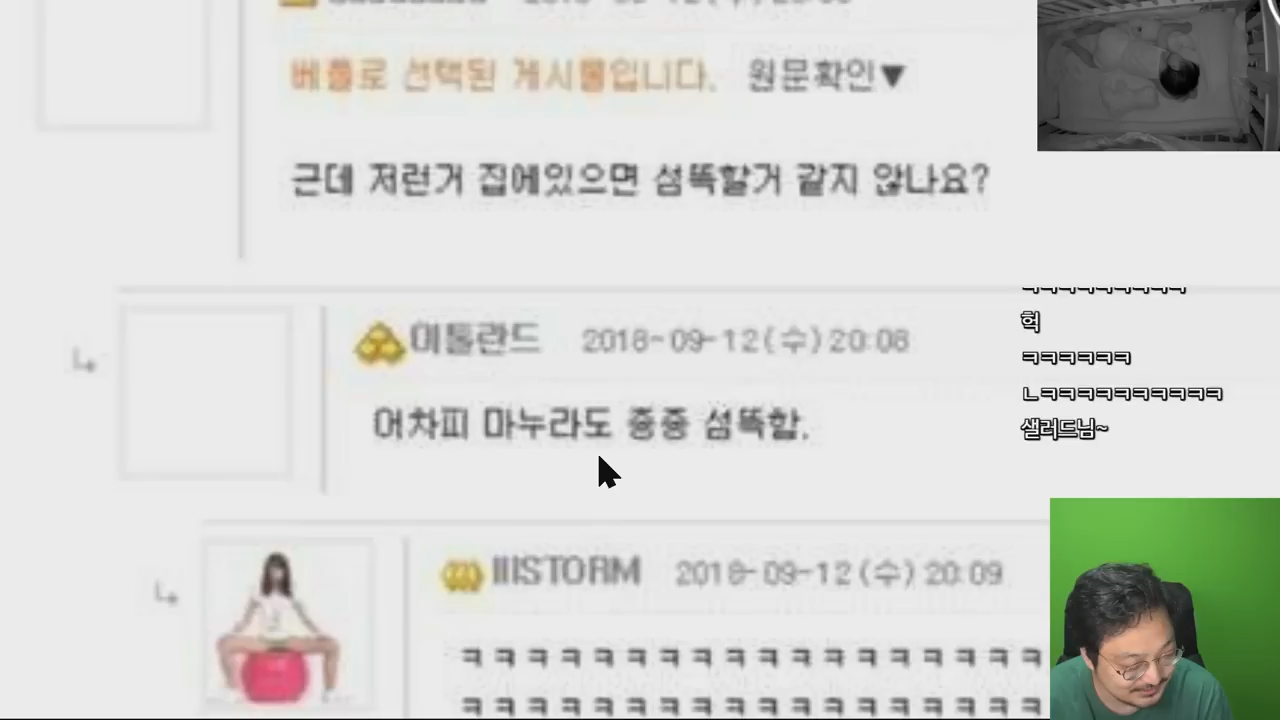 베플로 선택된 게시물입니다. 원문확인▼
근데 저런거 집에있으면 섬뜩할거 같지 않나요?
미둘란드 2018-09-12(수) 20:08
어차피 마누라도 종종 섬뜩함.
IIISTORM 2018-09-12(수) 20:09
ㅋㅋㅋㅋㅋㅋㅋㅋㅋㅋㅋㅋㅋㅋㅋㅋㅋㅋ
ㅋㅋㅋㅋㅋㅋㅋㅋㅋㅋㅋㅋㅋㅋㅋㅋㅋㅋ
헉
ㅋㅋㅋㅋㅋㅋ
ㄴㅋㅋㅋㅋㅋㅋㅋㅋㅋㅋ
샐러드님~